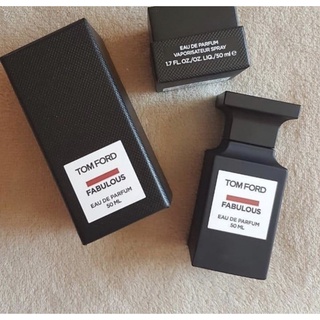 EAU DE PARFUM
VAPORISATEUR SPRAY
1.7 FL.OZ./OZ. LIQ./50 ml ℮
TOM FORD
FABULOUS
EAU DE PARFUM
50 ML
TOM FORD
FABULOUS
EAU DE PARFUM
50 ML